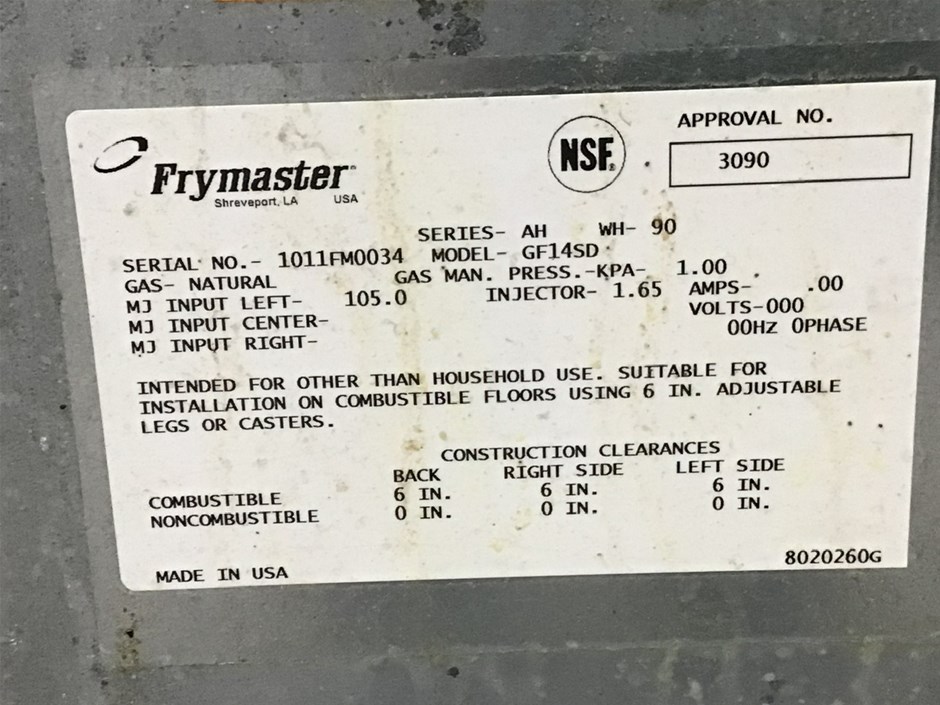 APPROVAL NO.
Frymaster™ NSF® 3090
Shreveport, LA USA
SERIES- AH WH- 90
SERIAL NO.- 1011FM0034 MODEL- GF14SD
GAS- NATURAL GAS MAN. PRESS.-KPA- 1.00
MJ INPUT LEFT- 105.0 INJECTOR- 1.65 AMPS- .00
MJ INPUT CENTER- VOLTS-000
MJ INPUT RIGHT- 00HZ 0PHASE
INTENDED FOR OTHER THAN HOUSEHOLD USE. SUITABLE FOR
INSTALLATION ON COMBUSTIBLE FLOORS USING 6 IN. ADJUSTABLE
LEGS OR CASTERS.
CONSTRUCTION CLEARANCES
BACK RIGHT SIDE LEFT SIDE
COMBUSTIBLE 6 IN. 6 IN. 6 IN.
NONCOMBUSTIBLE 0 IN. 0 IN. 0 IN.
MADE IN USA 8020260G